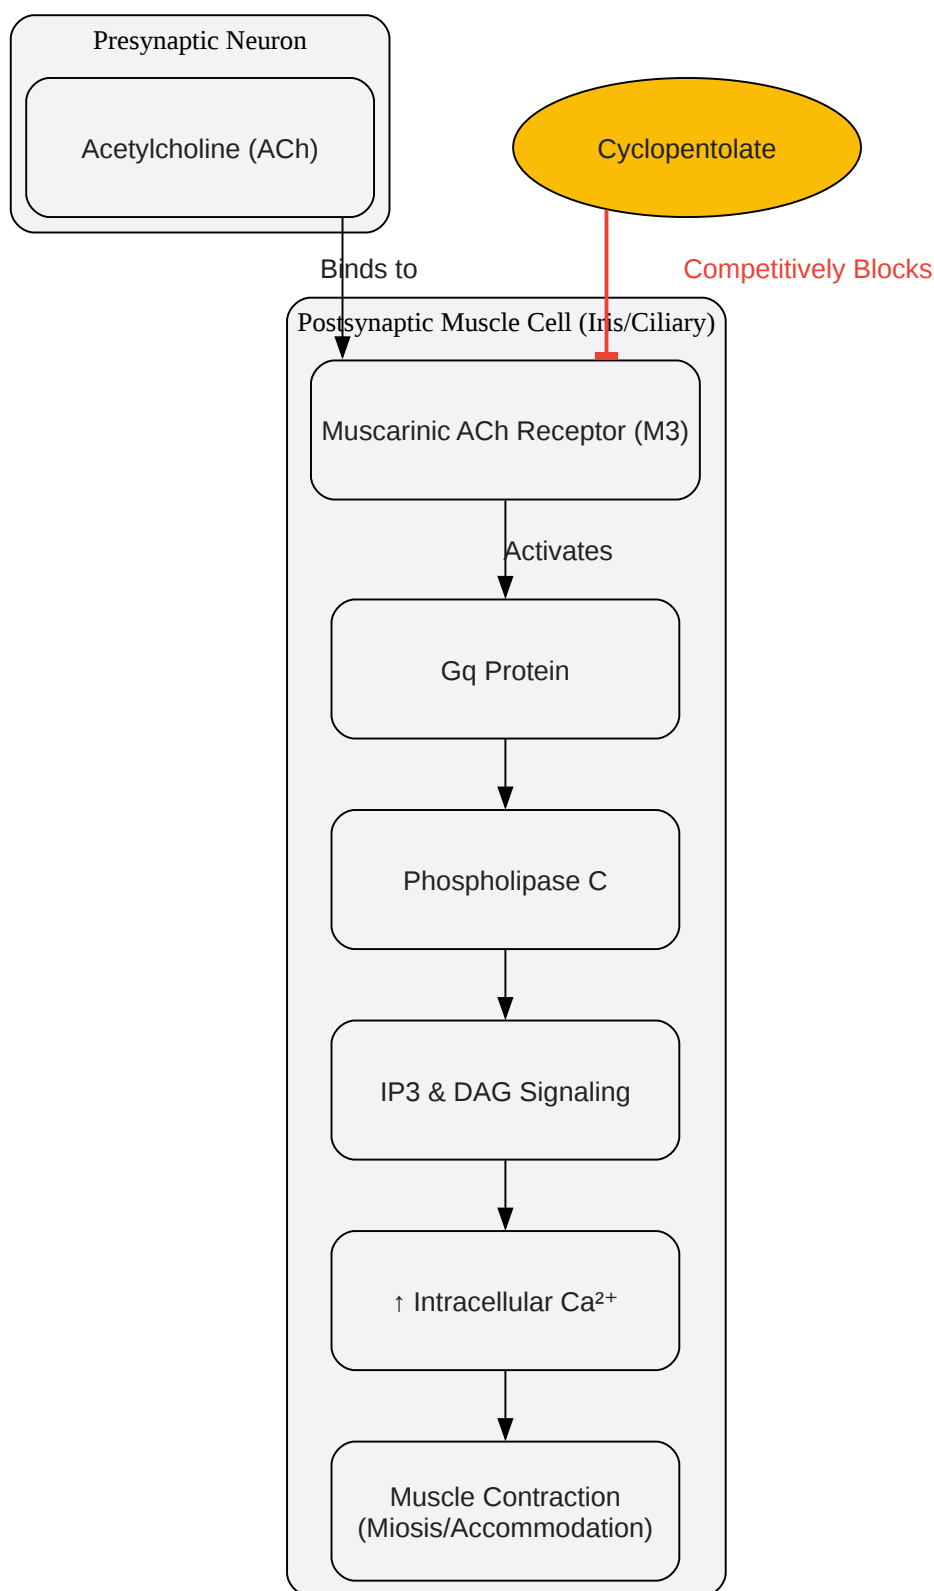 Presynaptic Neuron
Acetylcholine (ACh)
Cyclopentolate
Binds to
Competitively Blocks
Postsynaptic Muscle Cell (Iris/Ciliary)
Muscarinic ACh Receptor (M3)
Activates
Gq Protein
Phospholipase C
IP3 & DAG Signaling
↑ Intracellular Ca²⁺
Muscle Contraction
(Miosis/Accommodation)